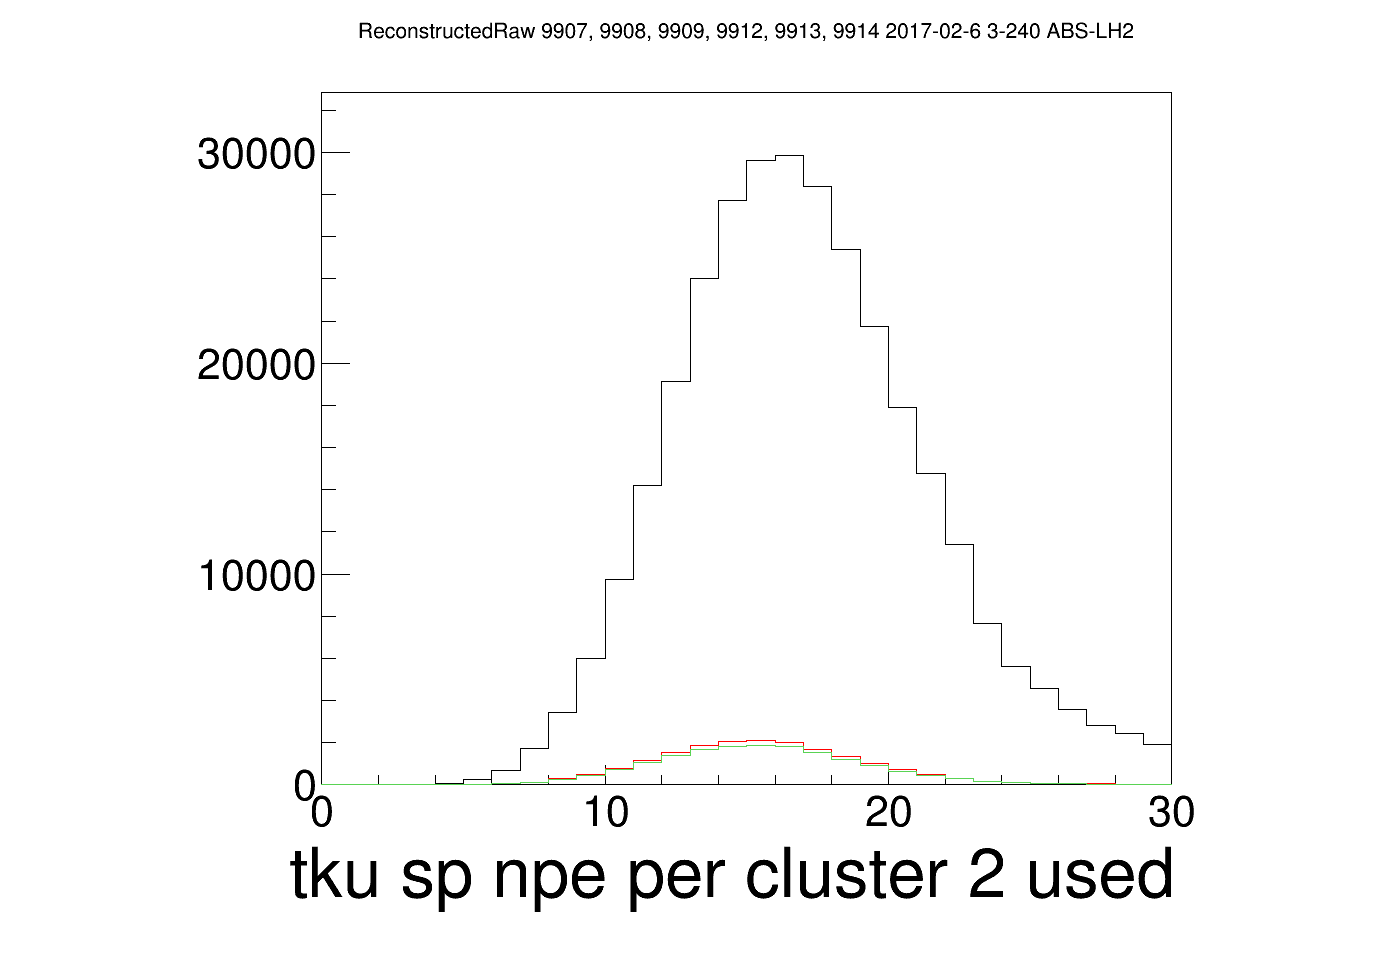 ReconstructedRaw 9907, 9908, 9909, 9912, 9913, 9914 2017-02-6 3-240 ABS-LH2
30000
20000
10000
0
0 10 20 30
tku sp npe per cluster 2 used